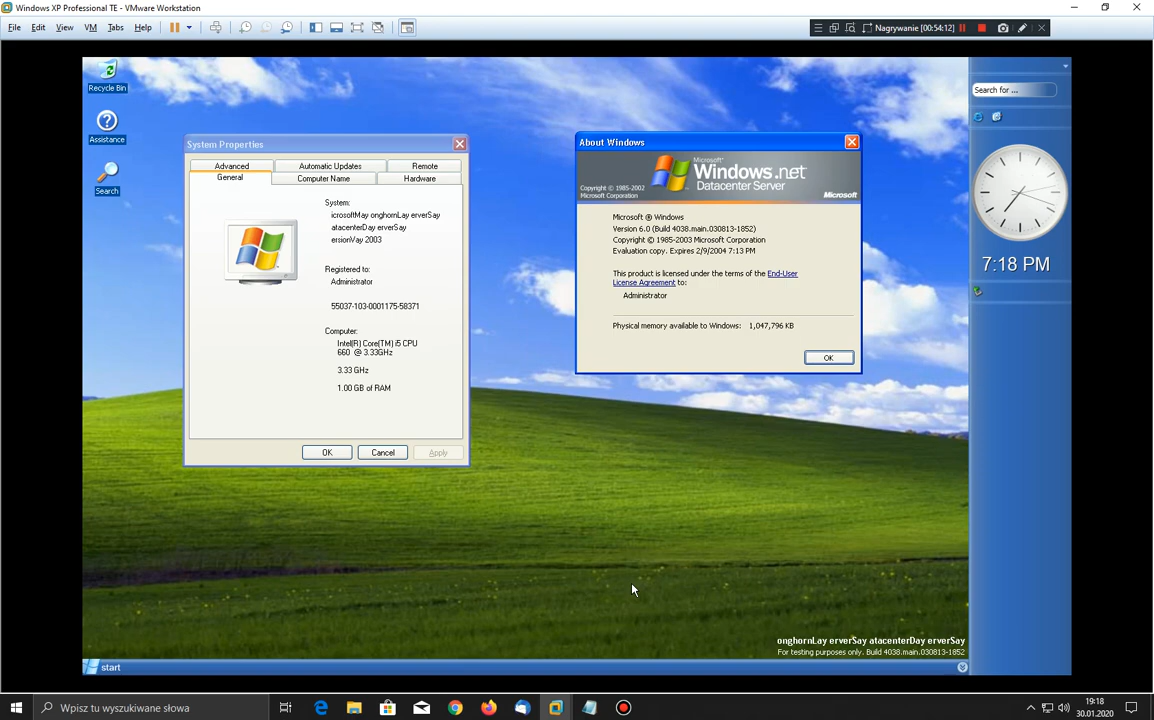 Windows XP Professional TE - VMware Workstation
File Edit View VM Tabs Help
Nagrywanie [00:54:12]
Recycle Bin
Assistance
Search
System Properties
Advanced Automatic Updates Remote
General Computer Name Hardware
System:
icrosoftMay onghornLay erverSay
atacenterDay erverSay
ersionVay 2003
Registered to:
Administrator
55037-103-0001175-58371
Computer:
Intel(R) Core(TM) i5 CPU
660 @ 3.33GHz
3.33 GHz
1.00 GB of RAM
OK Cancel Apply
About Windows
Microsoft®
Windows.net
Datacenter Server
Copyright © 1985-2002
Microsoft Corporation
Microsoft
Microsoft ® Windows
Version 6.0 (Build 4038.main.030813-1852)
Copyright © 1985-2003 Microsoft Corporation
Evaluation copy. Expires 2/9/2004 7:13 PM
This product is licensed under the terms of the End-User
License Agreement to:
Administrator
Physical memory available to Windows: 1,047,796 KB
OK
Search for ...
7:18 PM
onghornLay erverSay atacenterDay erverSay
For testing purposes only. Build 4038.main.030813-1852
start
Wpisz tu wyszukiwane słowa
19:18
30.01.2020